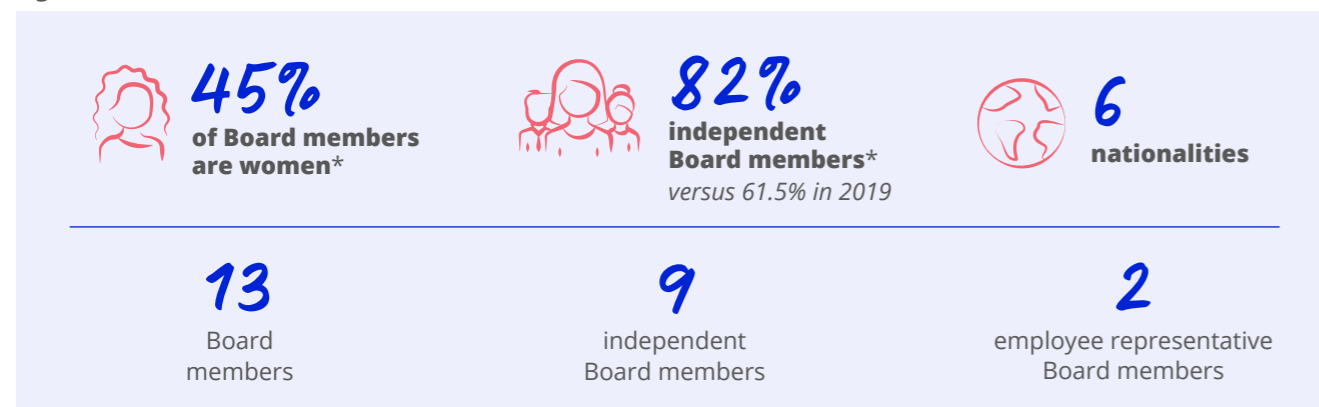 45%
of Board members
are women*
82%
independent
Board members*
versus 61.5% in 2019
6
nationalities
13
Board
members
9
independent
Board members
2
employee representative
Board members